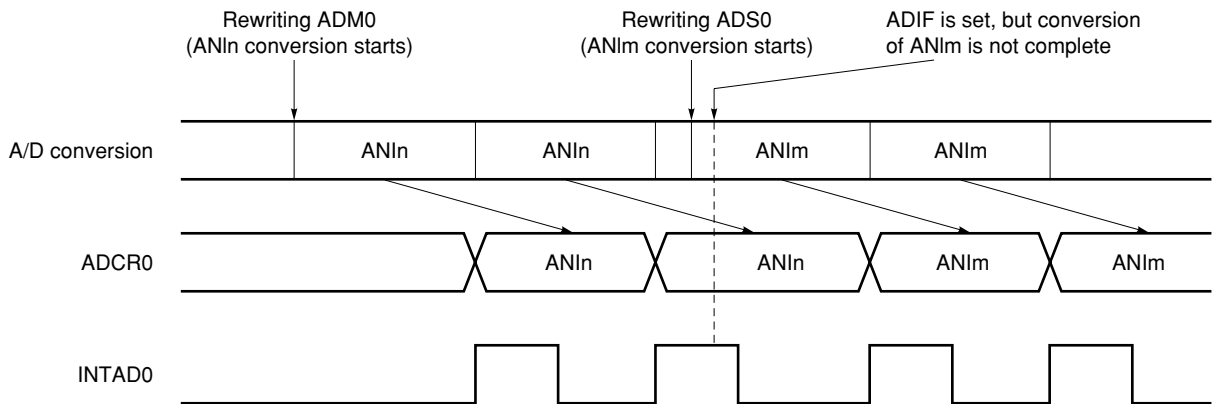 Rewriting ADM0
(ANIn conversion starts)
Rewriting ADS0
(ANIm conversion starts)
ADIF is set, but conversion
of ANIm is not complete
A/D conversion
ANIn
ANIn
ANIm
ANIm
ADCR0
ANIn
ANIn
ANIm
ANIm
INTAD0